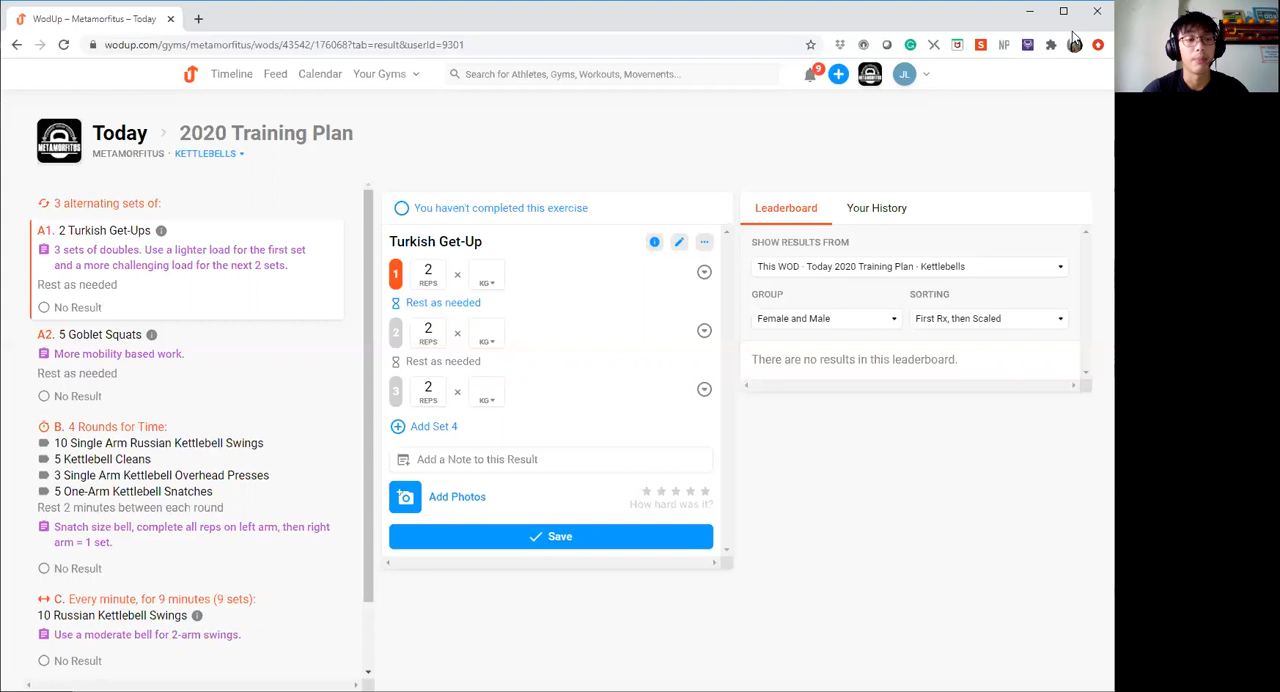 WodUp – Metamorfitus – Today
wodup.com/gyms/metamorfitus/wods/43542/176068?tab=result&userId=9301
Timeline Feed Calendar Your Gyms Search for Athletes, Gyms, Workouts, Movements... 9 JL
METAMORFITUS
Today > 2020 Training Plan
METAMORFITUS · KETTLEBELLS
3 alternating sets of:
A1. 2 Turkish Get-Ups
3 sets of doubles. Use a lighter load for the first set
and a more challenging load for the next 2 sets.
Rest as needed
No Result
A2. 5 Goblet Squats
More mobility based work.
Rest as needed
No Result
B. 4 Rounds for Time:
10 Single Arm Russian Kettlebell Swings
5 Kettlebell Cleans
3 Single Arm Kettlebell Overhead Presses
5 One-Arm Kettlebell Snatches
Rest 2 minutes between each round
Snatch size bell, complete all reps on left arm, then right
arm = 1 set.
No Result
C. Every minute, for 9 minutes (9 sets):
10 Russian Kettlebell Swings
Use a moderate bell for 2-arm swings.
No Result
You haven't completed this exercise
Turkish Get-Up
1 2 REPS × KG
Rest as needed
2 2 REPS × KG
Rest as needed
3 2 REPS × KG
Add Set 4
Add a Note to this Result
Add Photos
How hard was it?
Save
Leaderboard Your History
SHOW RESULTS FROM
This WOD · Today 2020 Training Plan · Kettlebells
GROUP SORTING
Female and Male First Rx, then Scaled
There are no results in this leaderboard.